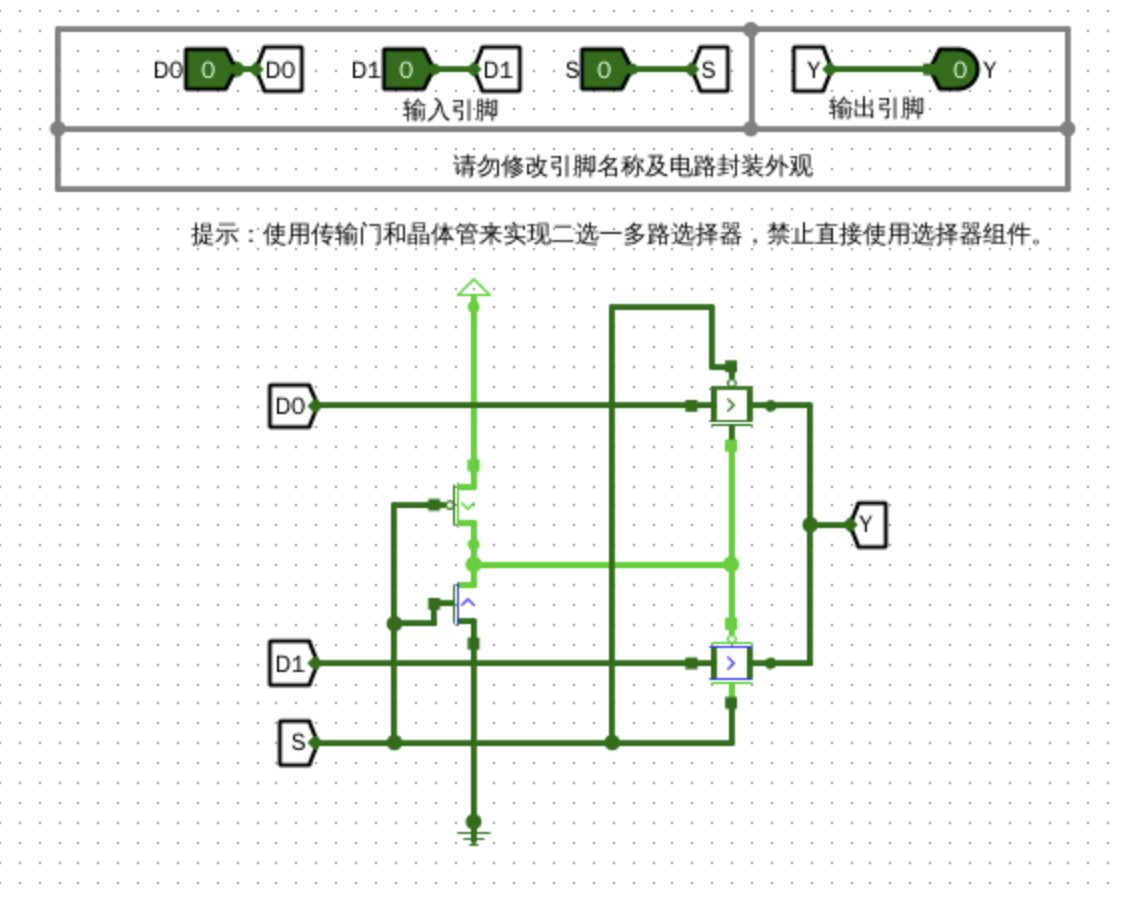 D0 0 D0 D1 0 D1 S 0 S Y 0 Y
输入引脚 输出引脚
请勿修改引脚名称及电路封装外观
提示：使用传输门和晶体管来实现二选一多路选择器，禁止直接使用选择器组件。
D0
Y
D1
S